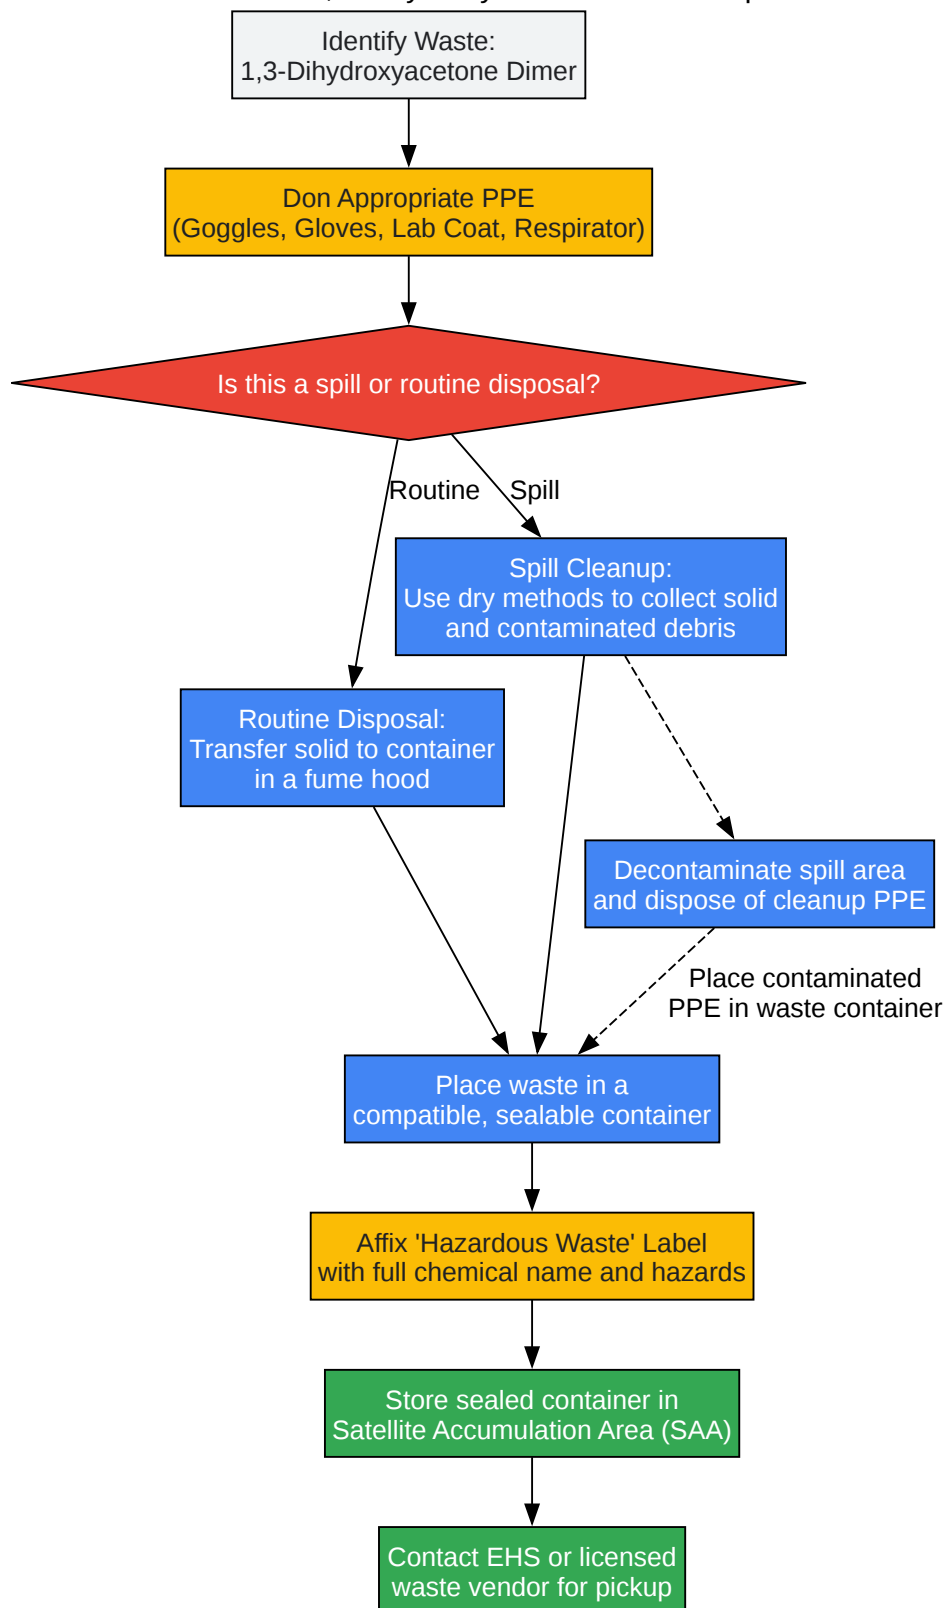 Identify Waste:
1,3-Dihydroxyacetone Dimer
Don Appropriate PPE
(Goggles, Gloves, Lab Coat, Respirator)
Is this a spill or routine disposal?
Routine
Spill
Spill Cleanup:
Use dry methods to collect solid
and contaminated debris
Routine Disposal:
Transfer solid to container
in a fume hood
Decontaminate spill area
and dispose of cleanup PPE
Place contaminated
PPE in waste container
Place waste in a
compatible, sealable container
Affix 'Hazardous Waste' Label
with full chemical name and hazards
Store sealed container in
Satellite Accumulation Area (SAA)
Contact EHS or licensed
waste vendor for pickup